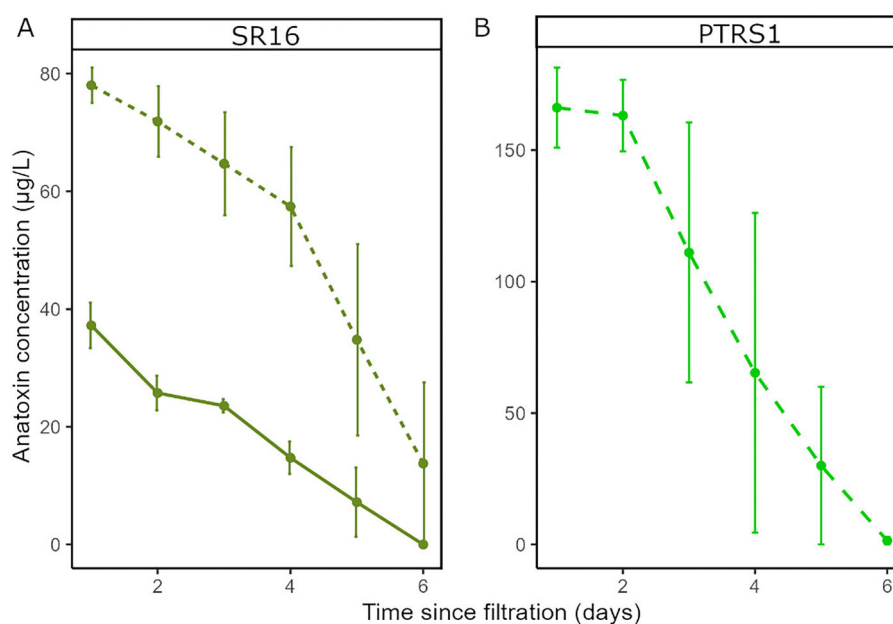 A
SR16
B
PTRS1
Anatoxin concentration (µg/L)
80
60
40
20
0
150
100
50
0
2
4
6
2
4
6
Time since filtration (days)